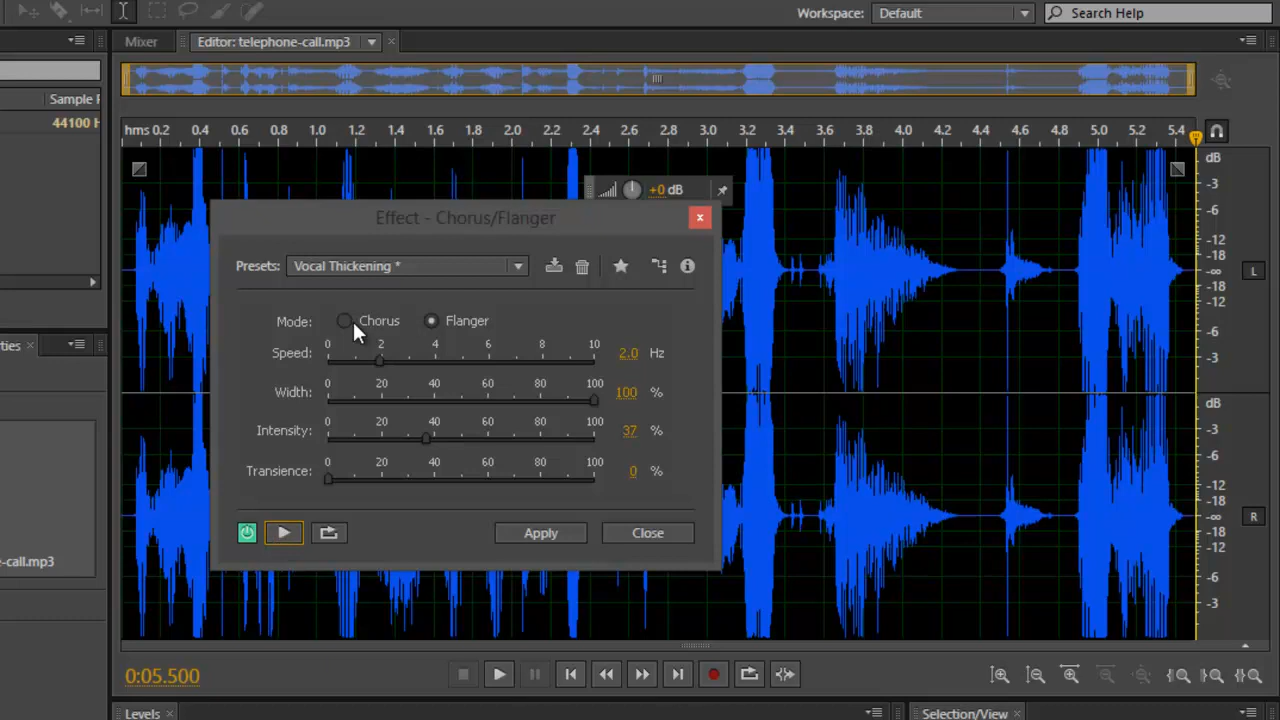 Workspace: Default Search Help
Mixer Editor: telephone-call.mp3
Sample
44100
hms 0.2 0.4 0.6 0.8 1.0 1.2 1.4 1.6 1.8 2.0 2.2 2.4 2.6 2.8 3.0 3.2 3.4 3.6 3.8 4.0 4.2 4.4 4.6 4.8 5.0 5.2 5.4
dB
-3
-6
-12
-18
-∞
-18
-12
-6
-3
L
+0 dB
Effect - Chorus/Flanger
x
Presets: Vocal Thickening *
Mode: Chorus Flanger
0 2 4 6 8 10
Speed: 2.0 Hz
0 20 40 60 80 100
Width: 100 %
0 20 40 60 80 100
Intensity: 37 %
0 20 40 60 80 100
Transience: 0 %
Apply Close
dB
-3
-6
-12
-18
-∞
-18
-12
-6
-3
R
ties
e-call.mp3
0:05.500
Levels Selection/View